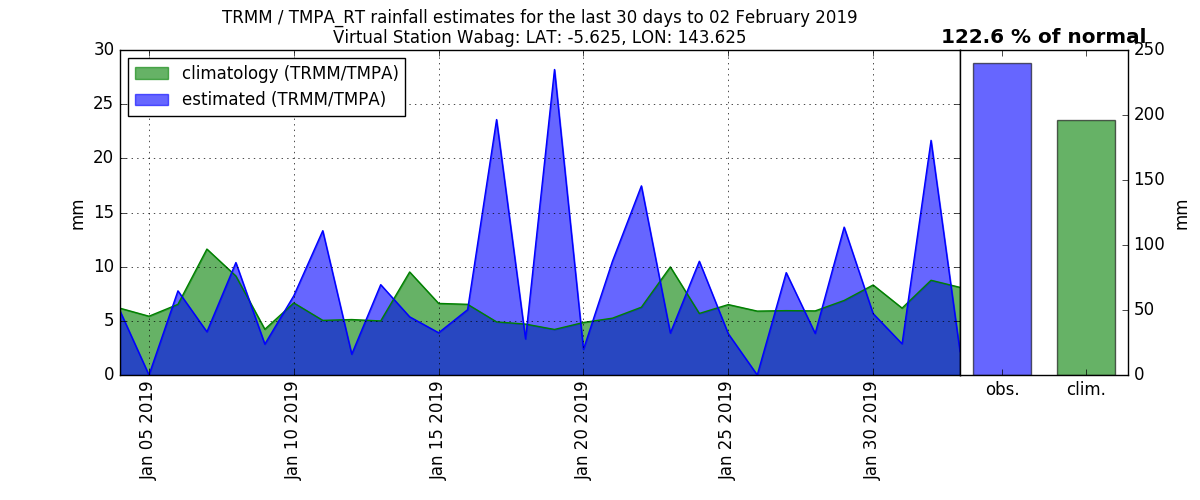 TRMM / TMPA_RT rainfall estimates for the last 30 days to 02 February 2019
Virtual Station Wabag: LAT: -5.625, LON: 143.625
122.6 % of normal
climatology (TRMM/TMPA)
estimated (TRMM/TMPA)
mm
30
25
20
15
10
5
0
Jan 05 2019
Jan 10 2019
Jan 15 2019
Jan 20 2019
Jan 25 2019
Jan 30 2019
obs.
clim.
250
200
150
100
50
0
mm